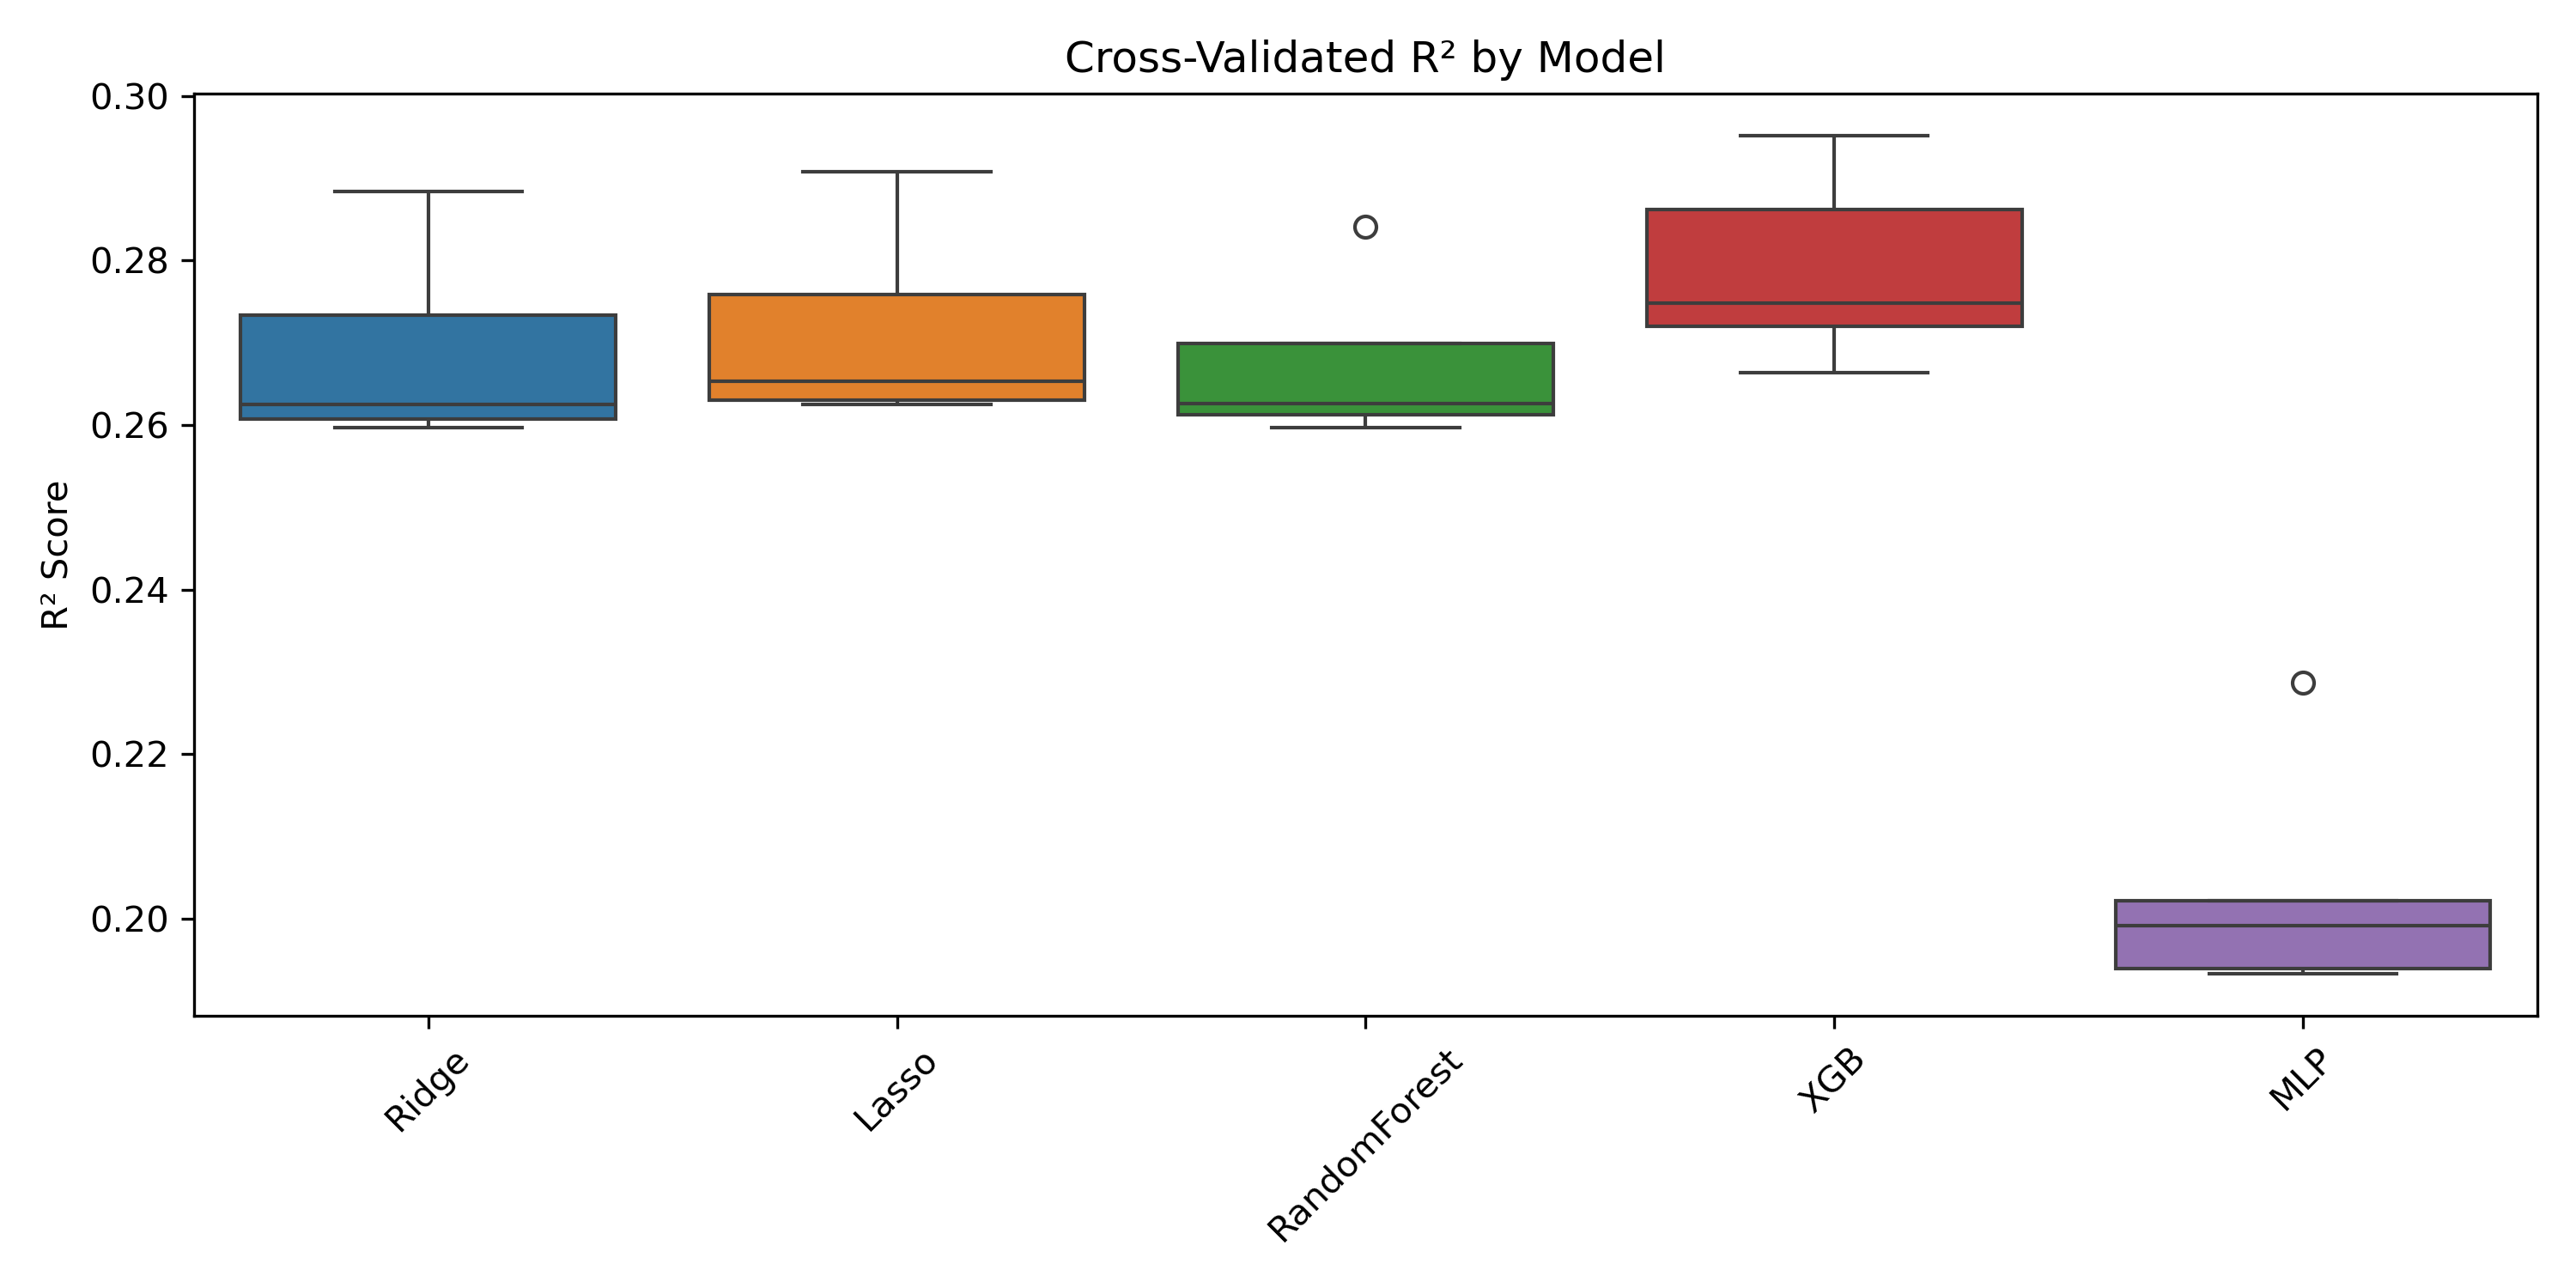 Cross-Validated R² by Model
R² Score
0.30
0.28
0.26
0.24
0.22
0.20
Ridge
Lasso
RandomForest
XGB
MLP